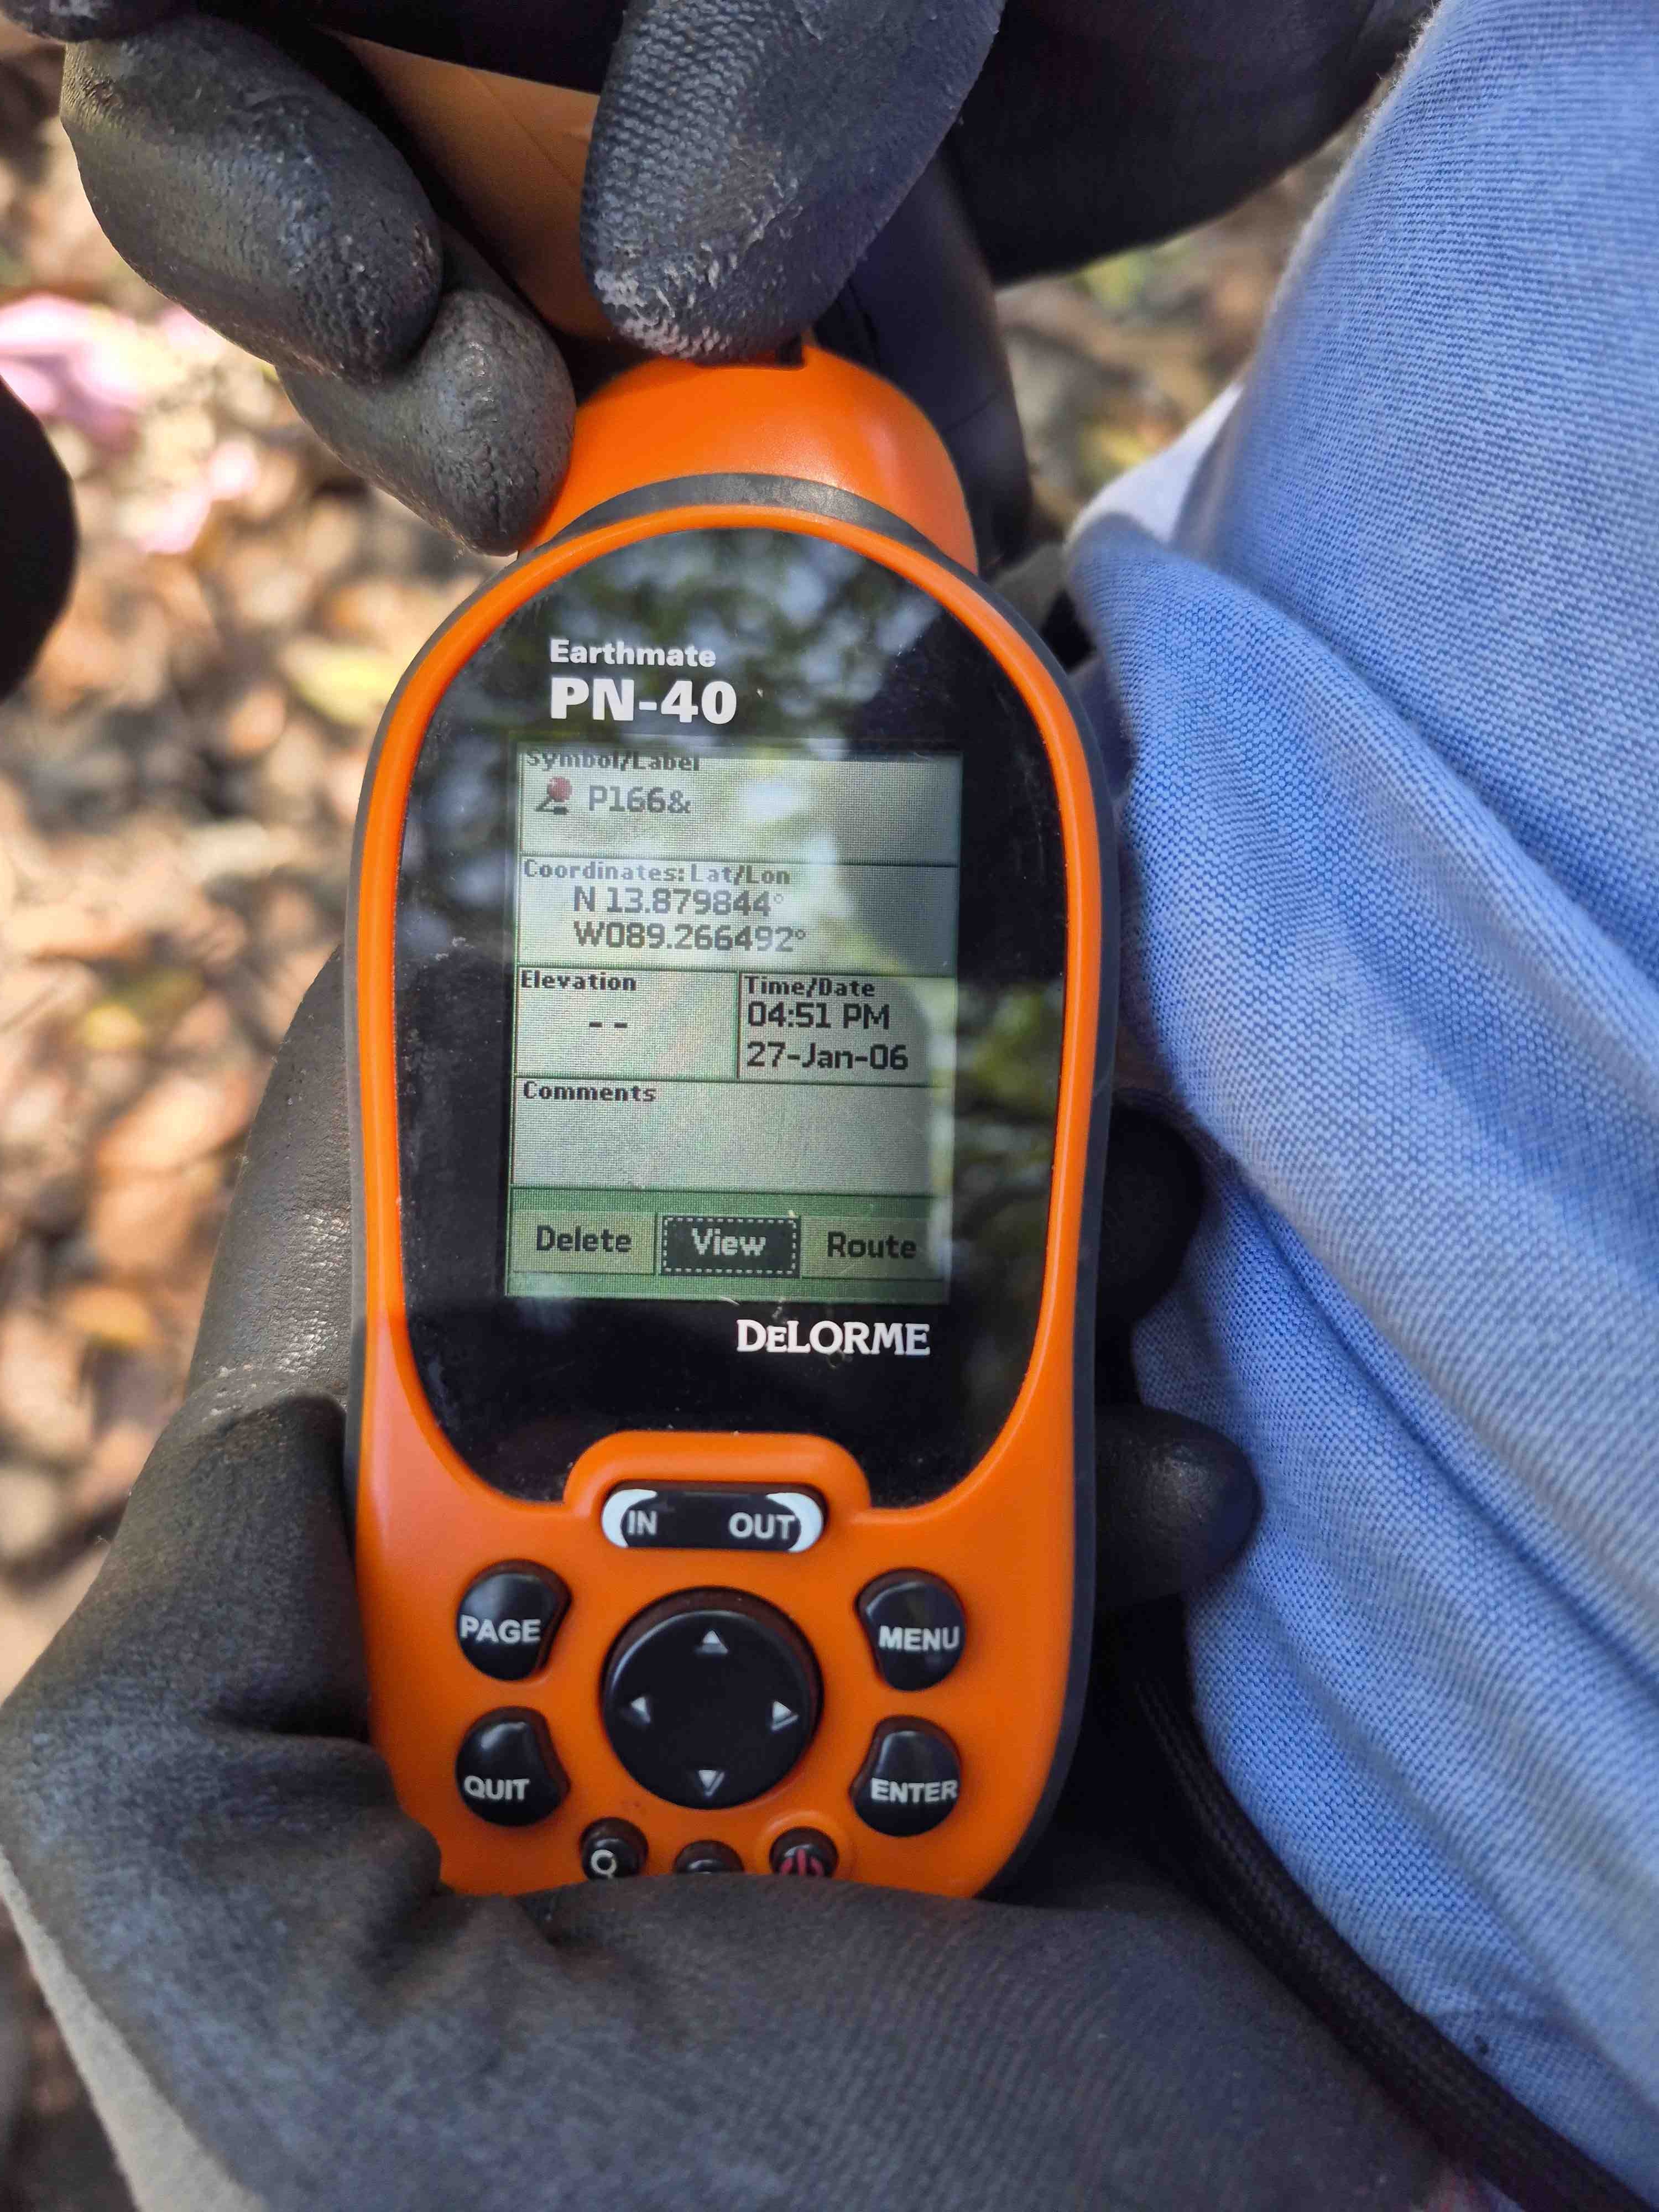 Earthmate
PN-40
Symbol/Label
P166&
Coordinates: Lat/Lon
N 13.879844°
W089.266492°
Elevation
--
Time/Date
04:51 PM
27-Jan-06
Comments
Delete View Route
DeLORME
IN OUT
PAGE MENU
QUIT ENTER